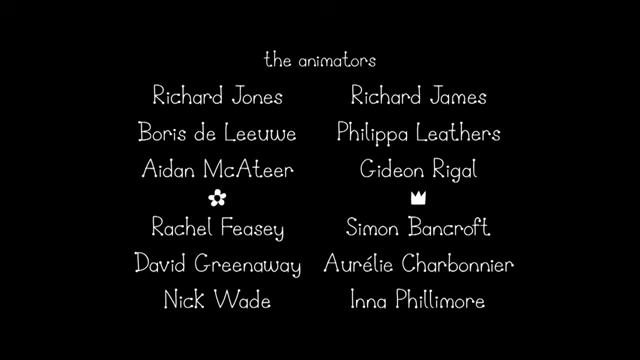 the animators
Richard Jones Richard James
Boris de Leeuwe Philippa Leathers
Aidan McAteer Gideon Rigal
Rachel Feasey Simon Bancroft
David Greenaway Aurélie Charbonnier
Nick Wade Inna Phillimore